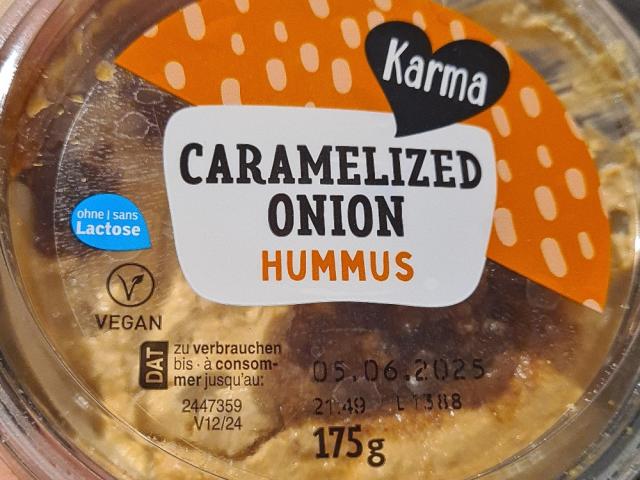 Karma
CARAMELIZED
ONION
HUMMUS
ohne | sans
Lactose
VEGAN
DAT
zu verbrauchen
bis · à consom-
mer jusqu'au:
05.06.2025
21:49 L1388
2447359
V12/24
175g